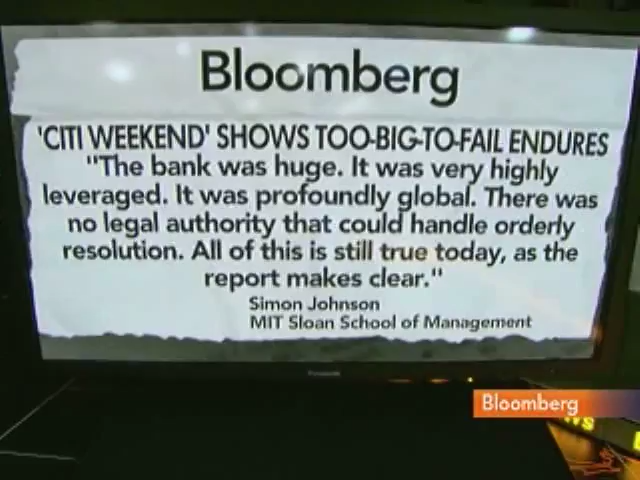 Bloomberg
'CITI WEEKEND' SHOWS TOO-BIG-TO-FAIL ENDURES
"The bank was huge. It was very highly
leveraged. It was profoundly global. There was
no legal authority that could handle orderly
resolution. All of this is still true today, as the
report makes clear."
Simon Johnson
MIT Sloan School of Management
Panasonic
Bloomberg